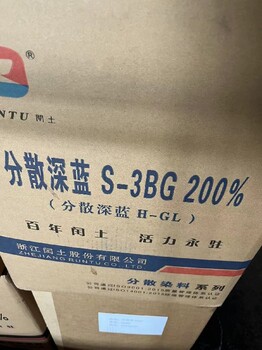 ®
NTU 闰土
分散深蓝 S-3BG 200%
(分散深蓝 H-GL)
百年闰土 活力永驻
浙江闰土股份有限公司
ZHEJIANG RUNTU CO.,LTD
分散染料系列
%